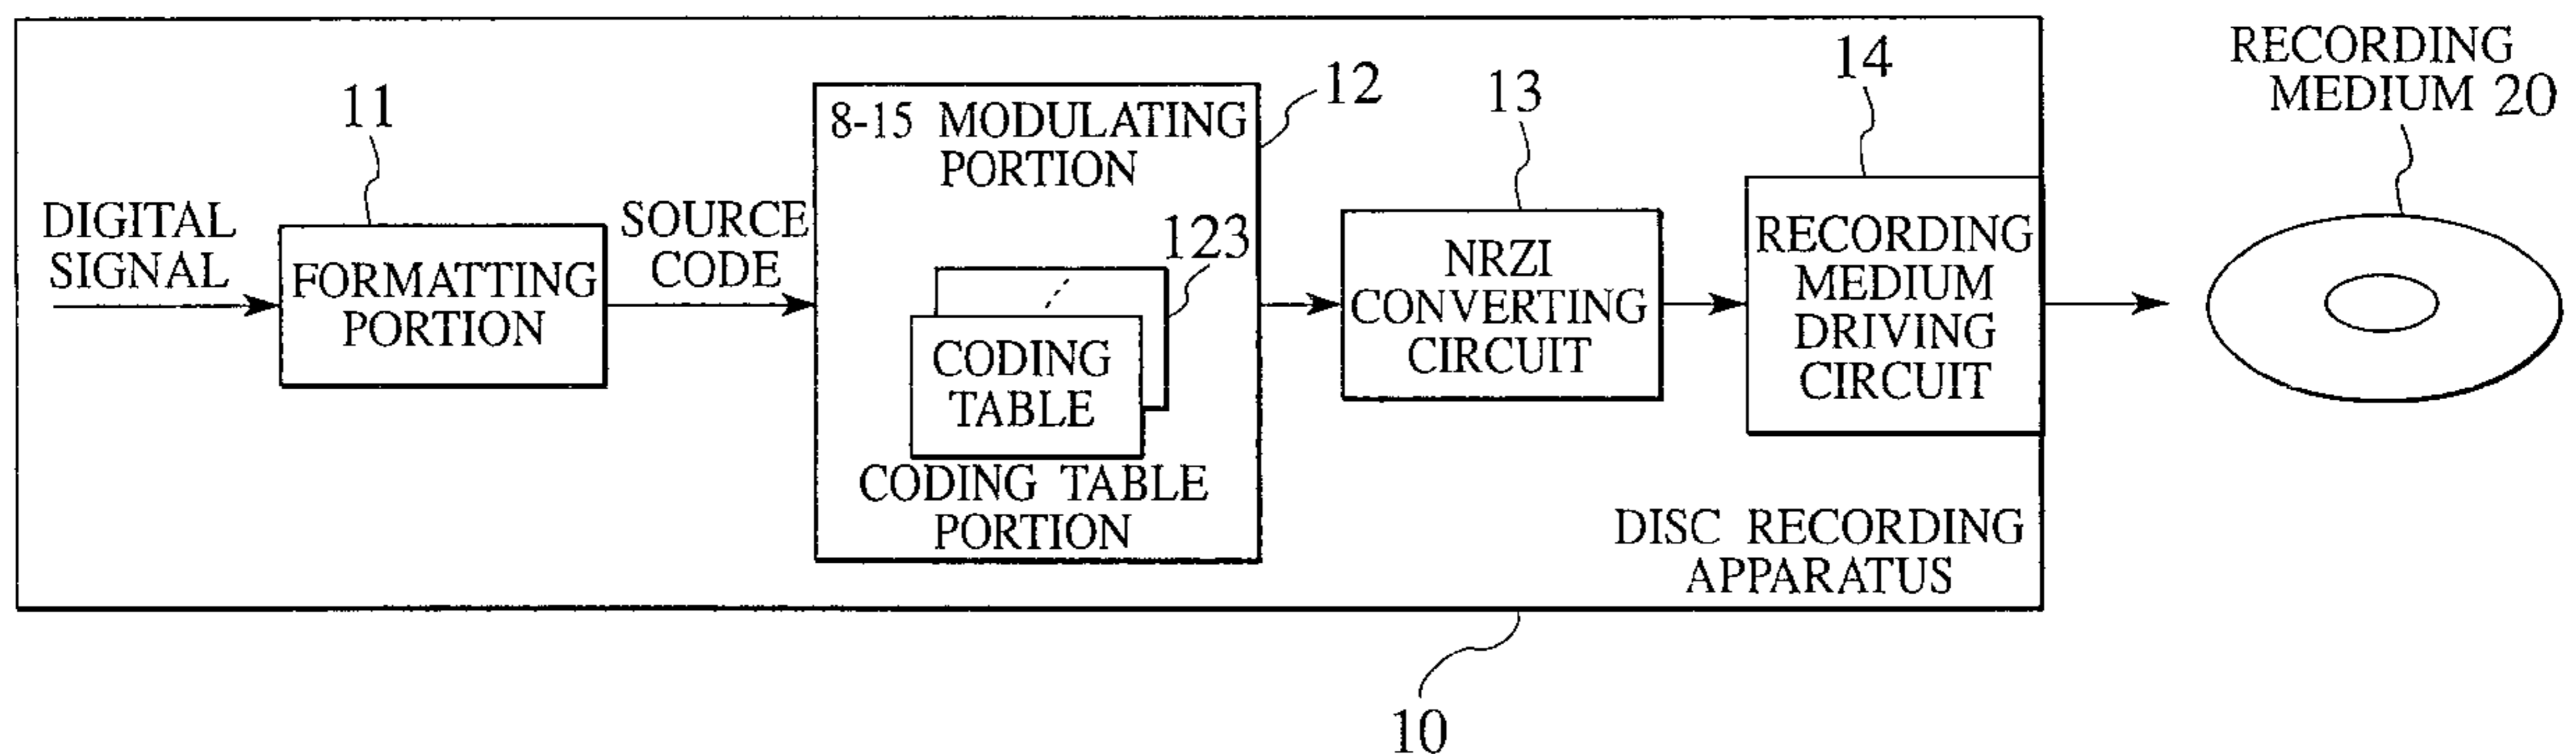 DIGITAL
SIGNAL
11
FORMATTING
PORTION
SOURCE
CODE
12
8-15 MODULATING
PORTION
123
CODING
TABLE
CODING TABLE
PORTION
13
NRZI
CONVERTING
CIRCUIT
14
RECORDING
MEDIUM
DRIVING
CIRCUIT
DISC RECORDING
APPARATUS
10
RECORDING
MEDIUM 20